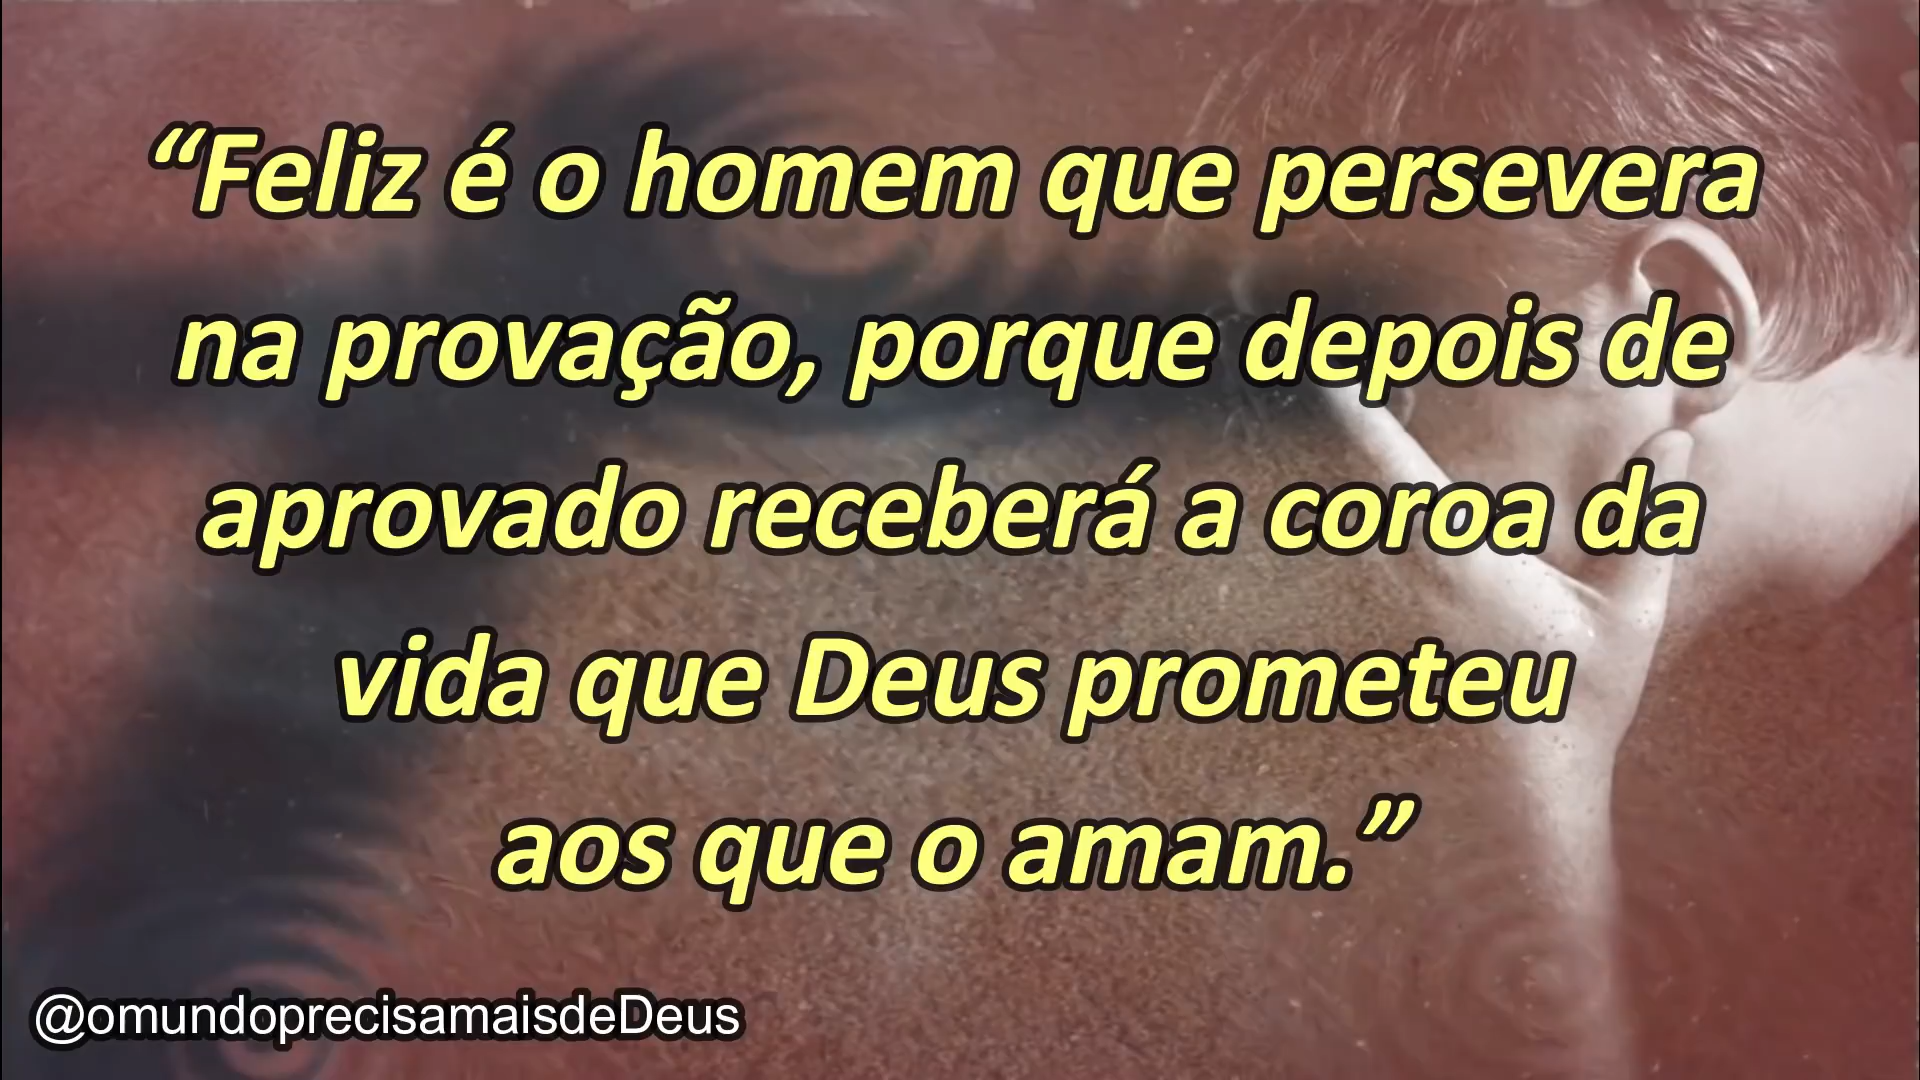 “Feliz é o homem que persevera
na provação, porque depois de
aprovado receberá a coroa da
vida que Deus prometeu
aos que o amam.”
@omundoprecisamaisdeDeus